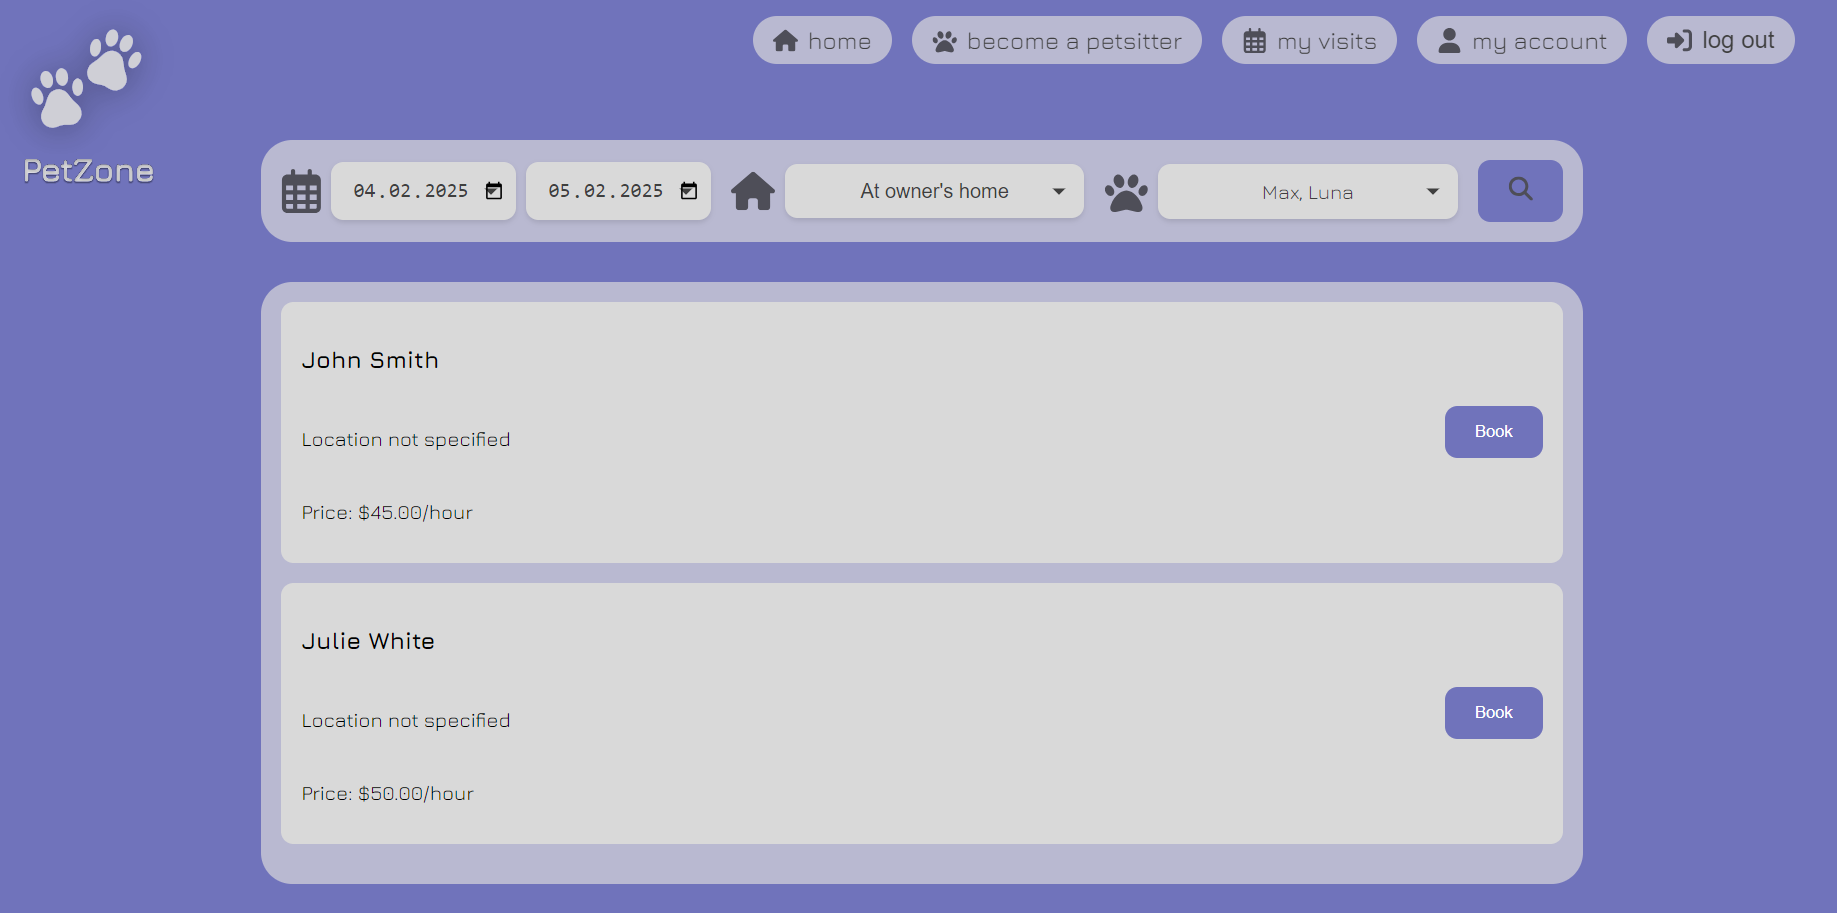 home
become a petsitter
my visits
my account
log out
PetZone
04.02.2025
05.02.2025
At owner's home
Max, Luna
John Smith
Location not specified
Book
Price: $45.00/hour
Julie White
Location not specified
Book
Price: $50.00/hour